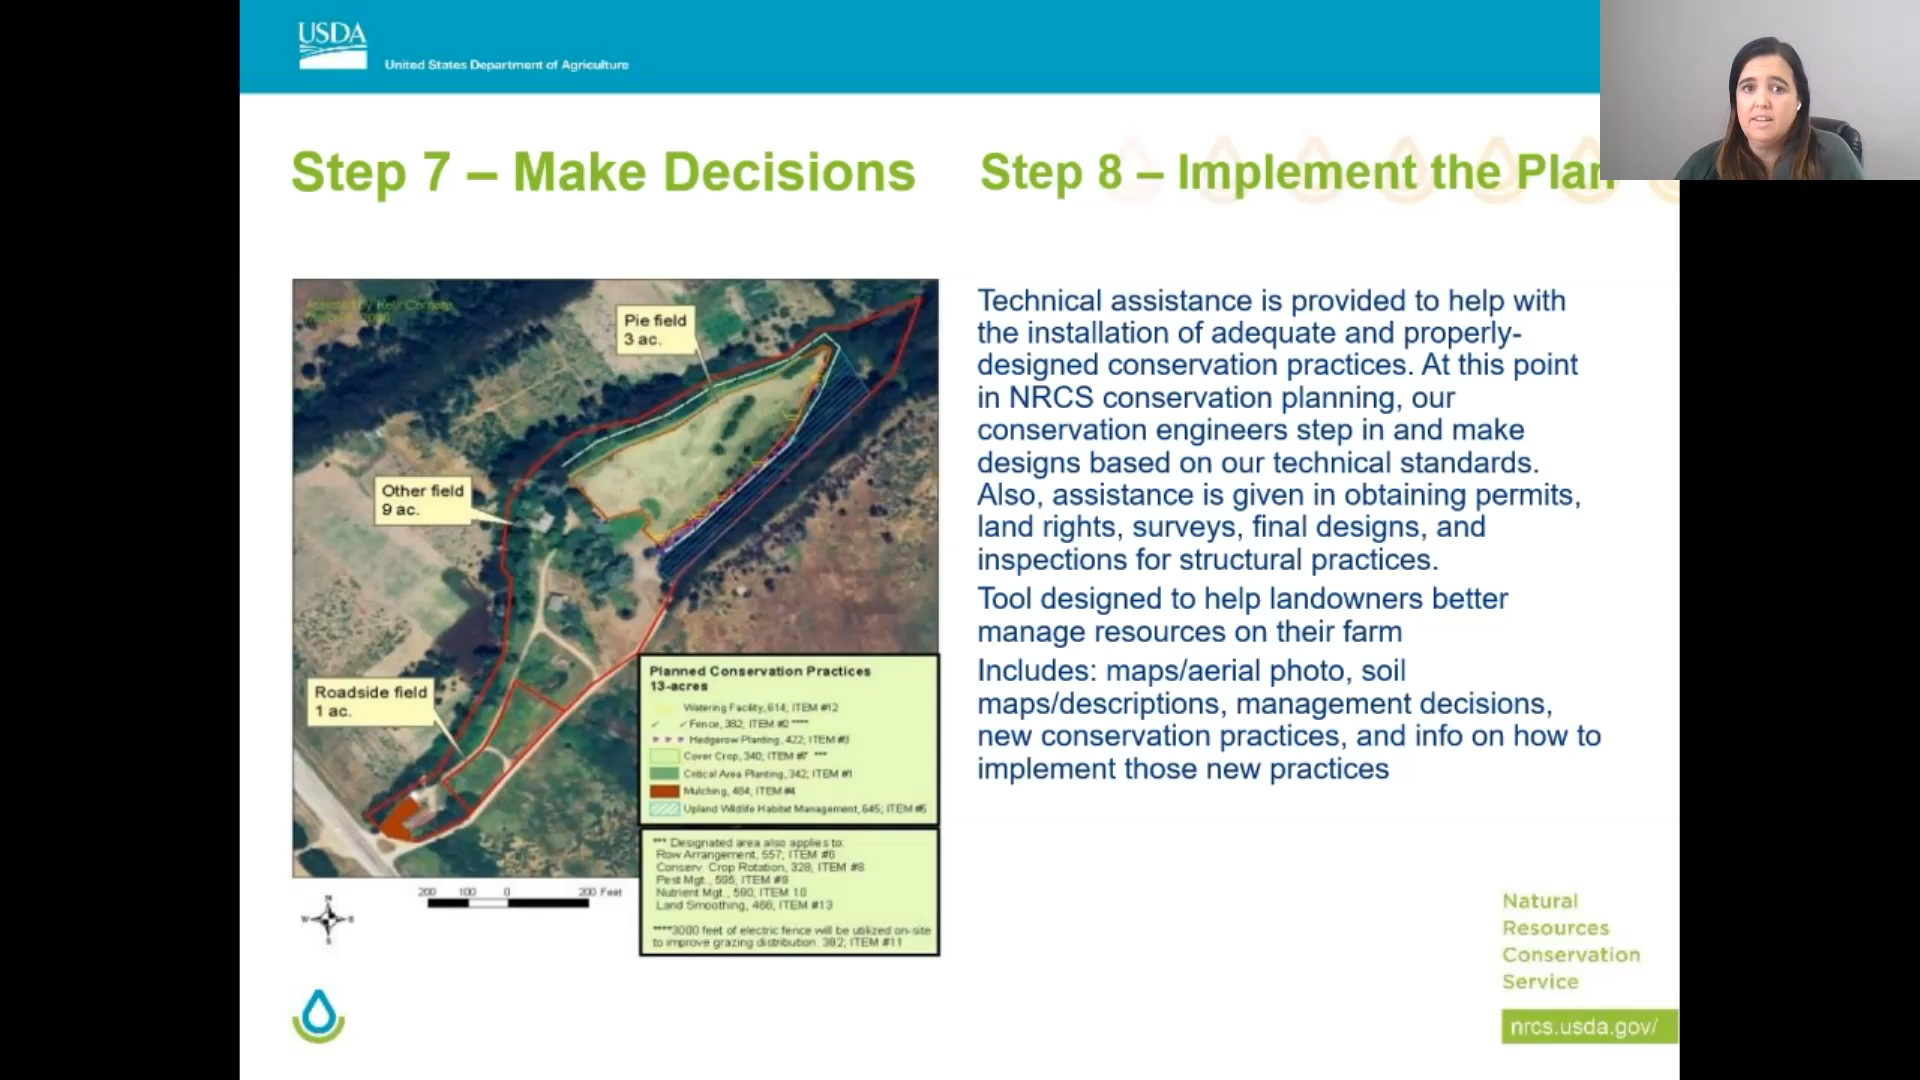 USDA
United States Department of Agriculture
Step 7 – Make Decisions
Step 8 – Implement the Plan
Pie field
3 ac.
Other field
9 ac.
Roadside field
1 ac.
Planned Conservation Practices
13-acres
Watering Facility, 614; ITEM #12
Fence, 382; ITEM #2 ****
Hedgerow Planting, 422; ITEM #3
Cover Crop, 340; ITEM #7 ***
Critical Area Planting, 342; ITEM #1
Mulching, 484; ITEM #4
Upland Wildlife Habitat Management, 645; ITEM #5
*** Designated area also applies to:
Row Arrangement, 557; ITEM #6
Conserv. Crop Rotation, 328; ITEM #8
Pest Mgt., 595, ITEM #9
Nutrient Mgt., 590, ITEM 10
Land Smoothing, 466, ITEM #13
****3000 feet of electric fence will be utilized on-site
to improve grazing distribution. 382; ITEM #11
200 100 0 200 Feet
N
W E
S
Technical assistance is provided to help with
the installation of adequate and properly-
designed conservation practices. At this point
in NRCS conservation planning, our
conservation engineers step in and make
designs based on our technical standards.
Also, assistance is given in obtaining permits,
land rights, surveys, final designs, and
inspections for structural practices.
Tool designed to help landowners better
manage resources on their farm
Includes: maps/aerial photo, soil
maps/descriptions, management decisions,
new conservation practices, and info on how to
implement those new practices
Natural
Resources
Conservation
Service
nrcs.usda.gov/